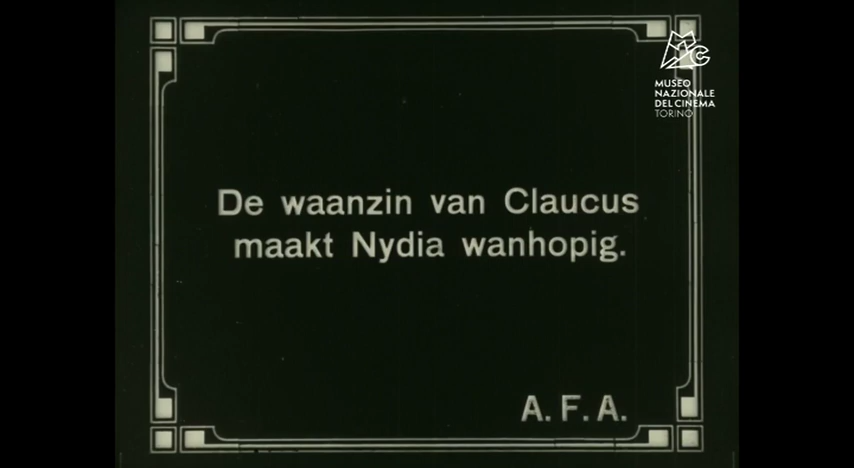 MUSEO
NAZIONALE
DEL CINEMA
TORINO
De waanzin van Claucus
maakt Nydia wanhopig.
A. F. A.